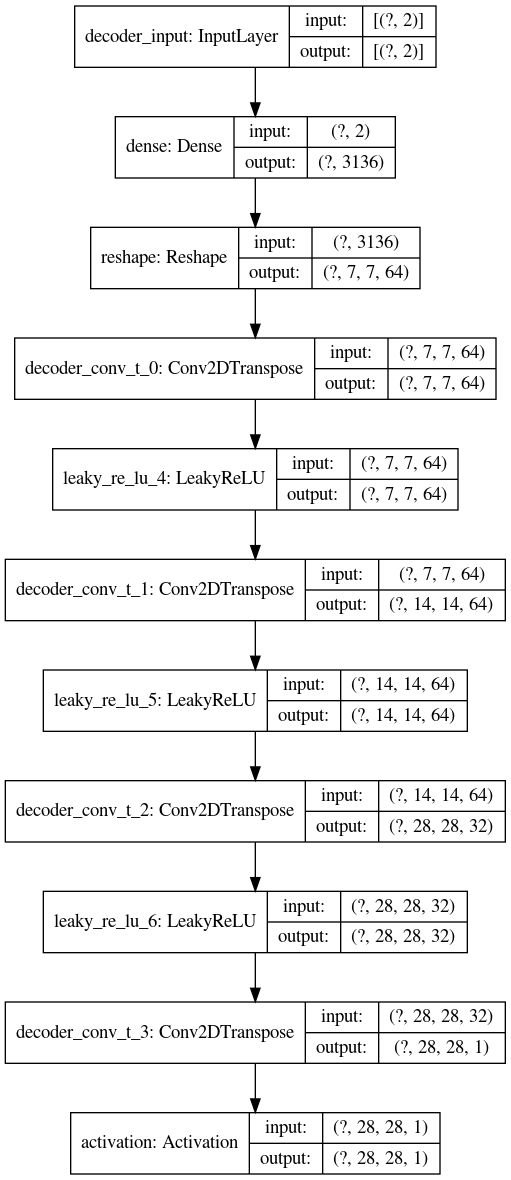 decoder_input: InputLayer input: [(?, 2)]
output: [(?, 2)]
dense: Dense input: (?, 2)
output: (?, 3136)
reshape: Reshape input: (?, 3136)
output: (?, 7, 7, 64)
decoder_conv_t_0: Conv2DTranspose input: (?, 7, 7, 64)
output: (?, 7, 7, 64)
leaky_re_lu_4: LeakyReLU input: (?, 7, 7, 64)
output: (?, 7, 7, 64)
decoder_conv_t_1: Conv2DTranspose input: (?, 7, 7, 64)
output: (?, 14, 14, 64)
leaky_re_lu_5: LeakyReLU input: (?, 14, 14, 64)
output: (?, 14, 14, 64)
decoder_conv_t_2: Conv2DTranspose input: (?, 14, 14, 64)
output: (?, 28, 28, 32)
leaky_re_lu_6: LeakyReLU input: (?, 28, 28, 32)
output: (?, 28, 28, 32)
decoder_conv_t_3: Conv2DTranspose input: (?, 28, 28, 32)
output: (?, 28, 28, 1)
activation: Activation input: (?, 28, 28, 1)
output: (?, 28, 28, 1)